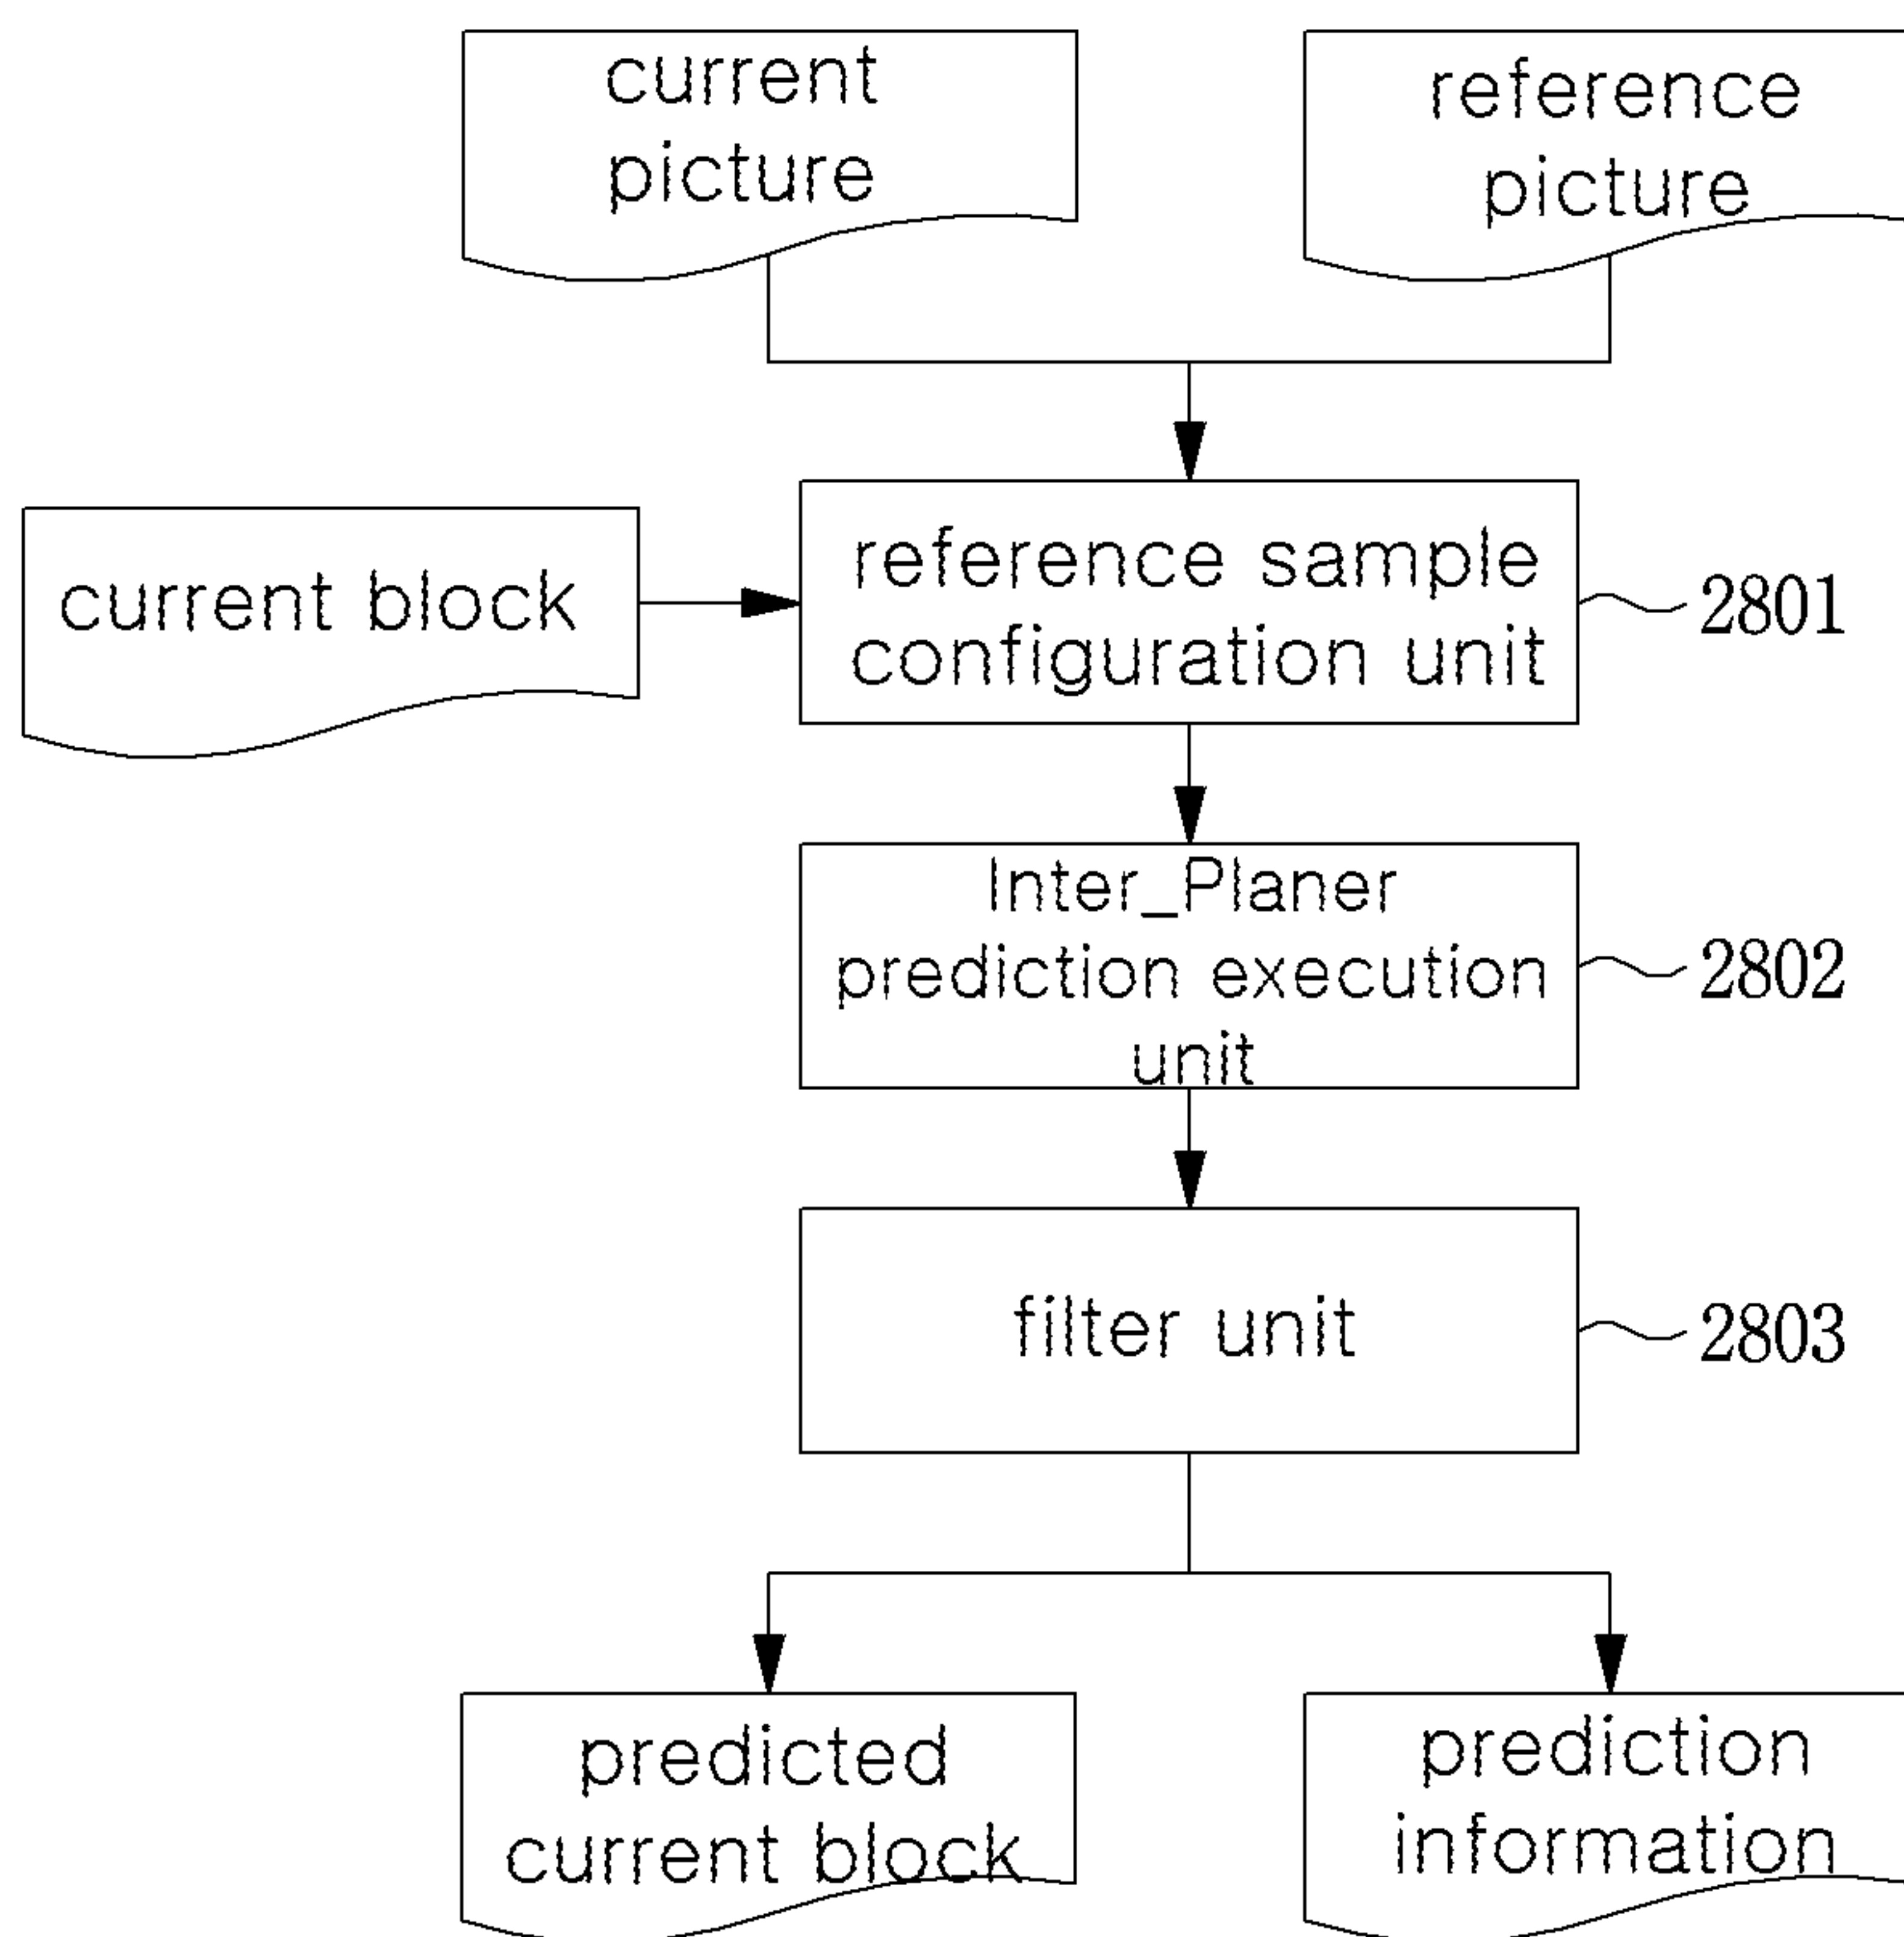 current
picture
reference
picture
current block
reference sample
configuration unit
2801
Inter_Planer
prediction execution
unit
2802
filter unit
2803
predicted
current block
prediction
information